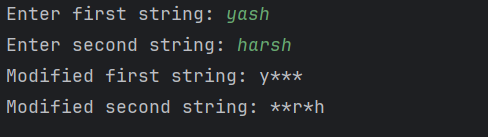 Enter first string: yash
Enter second string: harsh
Modified first string: y***
Modified second string: **r*h